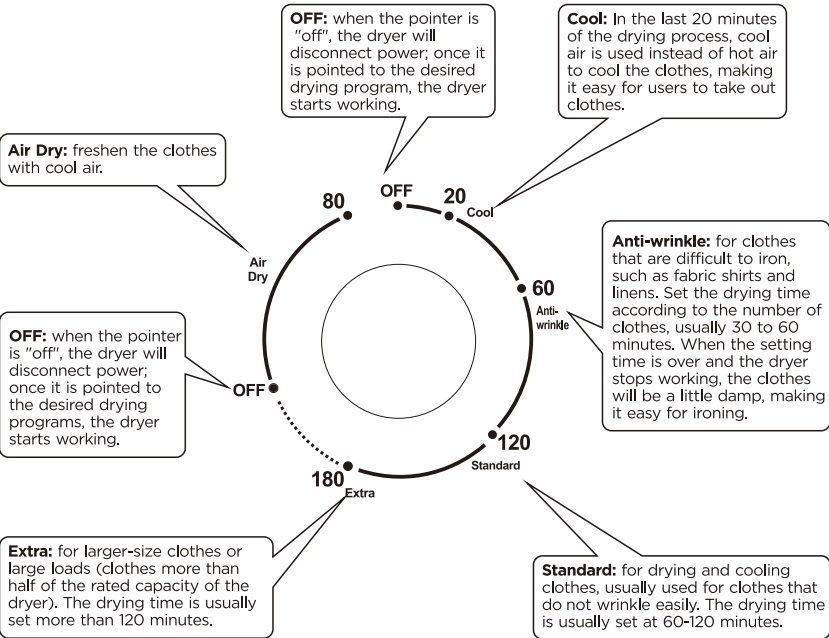 OFF: when the pointer is
"off", the dryer will
disconnect power; once it
is pointed to the desired
drying program, the dryer
starts working.
Cool: In the last 20 minutes
of the drying process, cool
air is used instead of hot air
to cool the clothes, making
it easy for users to take out
clothes.
Air Dry: freshen the clothes
with cool air.
80
OFF
20
Cool
Air
Dry
60
Anti-
wrinkle
Anti-wrinkle: for clothes
that are difficult to iron,
such as fabric shirts and
linens. Set the drying time
according to the number of
clothes, usually 30 to 60
minutes. When the setting
time is over and the dryer
stops working, the clothes
will be a little damp, making
it easy for ironing.
OFF: when the pointer
is "off", the dryer will
disconnect power;
once it is pointed to
the desired drying
programs, the dryer
starts working.
OFF
120
Standard
180
Extra
Extra: for larger-size clothes or
large loads (clothes more than
half of the rated capacity of the
dryer). The drying time is usually
set more than 120 minutes.
Standard: for drying and cooling
clothes, usually used for clothes that
do not wrinkle easily. The drying time
is usually set at 60-120 minutes.